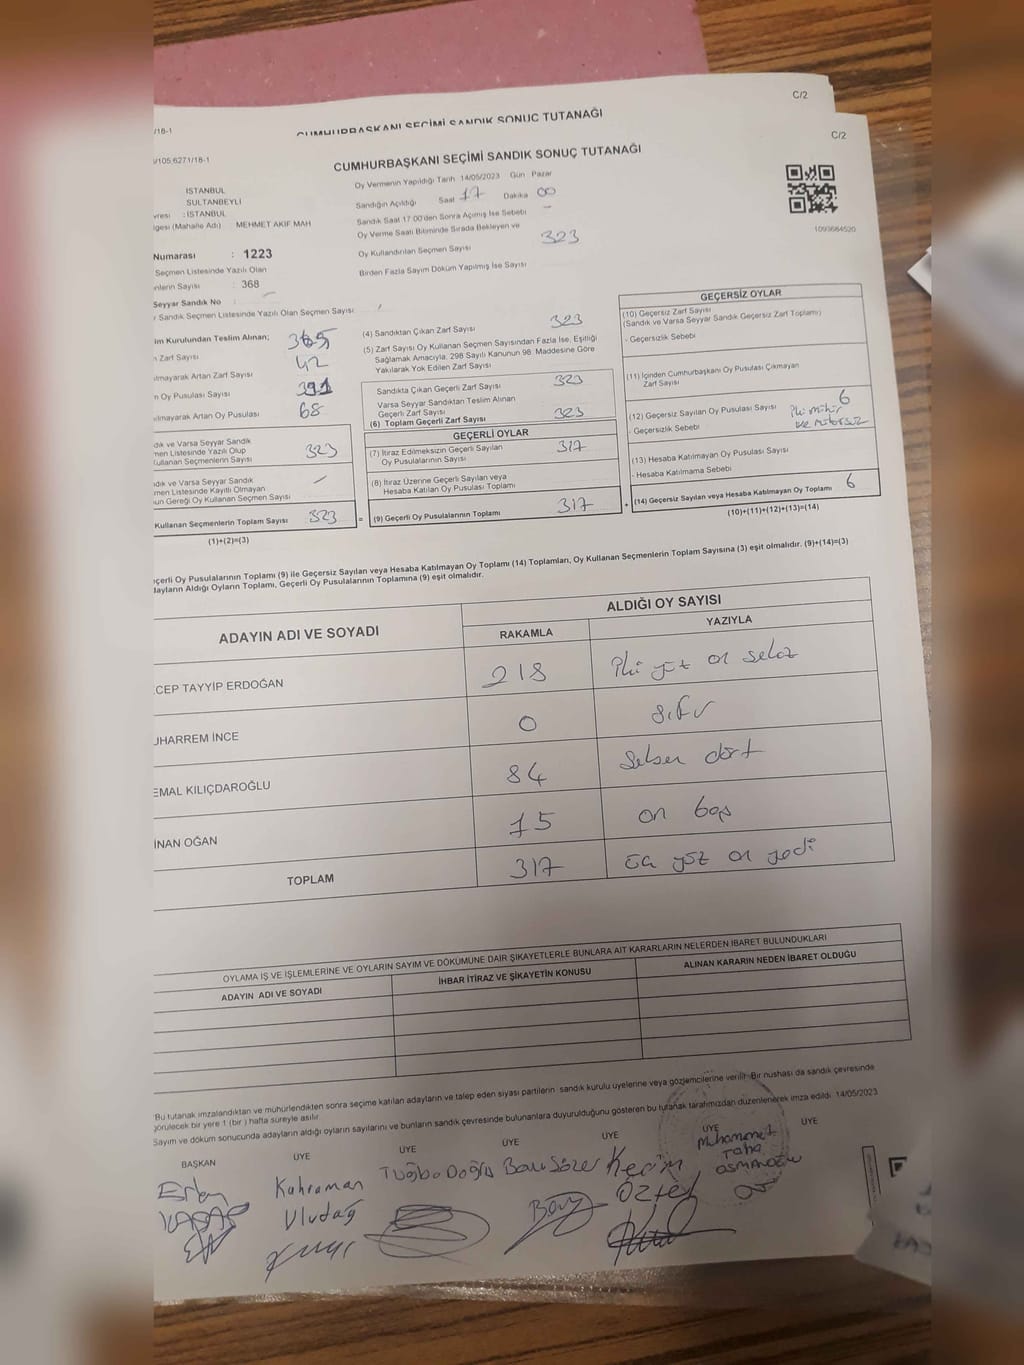 C/2
/18-1
CUMHURBAŞKANI SEÇİMİ SANDIK SONUÇ TUTANAĞI
C/2
/105.6271/18-1
CUMHURBAŞKANI SEÇİMİ SANDIK SONUÇ TUTANAĞI
Oy Vermenin Yapıldığı Tarih 14/05/2023 Gün : Pazar
İSTANBUL
SULTANBEYLİ
Sandığın Açıldığı Saat 17 Dakika 00
: İSTANBUL
Sandık Saat 17:00'den Sonra Açılmış İse Sebebi
(Mahalle Adı) MEHMET AKİF MAH
Oy Verme Saati Bitiminde Sırada Bekleyen ve
Oy Kullandırılan Seçmen Sayısı 323
1093684520
Numarası : 1223
Birden Fazla Sayım Döküm Yapılmış İse Sayısı
Seçmen Listesinde Yazılı Olan
Sayısı : 368
Seyyar Sandık No :
Sandık Seçmen Listesinde Yazılı Olan Seçmen Sayısı :
Kurulundan Teslim Alınan; 365
Zarf Sayısı 42
Artan Zarf Sayısı
Oy Pusulası Sayısı 391
Artan Oy Pusulası 68
(4) Sandıktan Çıkan Zarf Sayısı 323
(5) Zarf Sayısı Oy Kullanan Seçmen Sayısından Fazla İse, Eşitliği
Sağlamak Amacıyla, 298 Sayılı Kanunun 98. Maddesine Göre
Yakılarak Yok Edilen Zarf Sayısı
Sandıkta Çıkan Geçerli Zarf Sayısı 323
Varsa Seyyar Sandıktan Teslim Alınan
Geçerli Zarf Sayısı
(6) Toplam Geçerli Zarf Sayısı 323
GEÇERLİ OYLAR
(7) İtiraz Edilmeksizin Geçerli Sayılan
Oy Pusulalarının Sayısı 317
(8) İtiraz Üzerine Geçerli Sayılan veya
Hesaba Katılan Oy Pusulası Toplamı
(9) Geçerli Oy Pusulalarının Toplamı 317
GEÇERSİZ OYLAR
(10) Geçersiz Zarf Sayısı
(Sandık ve Varsa Seyyar Sandık Geçersiz Zarf Toplamı)
- Geçersizlik Sebebi
(11) İçinden Cumhurbaşkanı Oy Pusulası Çıkmayan
Zarf Sayısı
(12) Geçersiz Sayılan Oy Pusulası Sayısı 6
- Geçersizlik Sebebi İki mühür
ve mühürsüz
(13) Hesaba Katılmayan Oy Pusulası Sayısı
- Hesaba Katılmama Sebebi
(14) Geçersiz Sayılan veya Hesaba Katılmayan Oy Toplamı 6
(10)+(11)+(12)+(13)=(14)
ve Varsa Seyyar Sandık
Listesinde Yazılı Olup
Seçmenlerin Sayısı 323
ve Varsa Seyyar Sandık
Listesinde Kayıtlı Olmayan
Gereği Oy Kullanan Seçmen Sayısı
Kullanan Seçmenlerin Toplam Sayısı 323
(1)+(2)=(3)
Oy Pusulalarının Toplamı (9) ile Geçersiz Sayılan veya Hesaba Katılmayan Oy Toplamı (14) Toplamları, Oy Kullanan Seçmenlerin Toplam Sayısına (3) eşit olmalıdır. (9)+(14)=(3)
Aldığı Oyların Toplamı, Geçerli Oy Pusulalarının Toplamına (9) eşit olmalıdır.
ADAYIN ADI VE SOYADI
ALDIĞI OY SAYISI
RAKAMLA YAZIYLA
CEP TAYYİP ERDOĞAN 218 İki yüz on sekiz
UHARREM İNCE 0 sıfır
EMAL KILIÇDAROĞLU 84 seksen dört
İNAN OĞAN 15 on beş
TOPLAM 317 üç yüz on yedi
OYLAMA İŞ VE İŞLEMLERİNE VE OYLARIN SAYIM VE DÖKÜMÜNE DAİR ŞİKAYETLERLE BUNLARA AİT KARARLARIN NELERDEN İBARET BULUNDUKLARI
ADAYIN ADI VE SOYADI İHBAR İTİRAZ VE ŞİKAYETİN KONUSU ALINAN KARARIN NEDEN İBARET OLDUĞU
Bu tutanak imzalandıktan ve mühürlendikten sonra seçime katılan adayların ve talep eden siyasi partilerin sandık kurulu üyelerine veya gözlemcilerine verilir. Bir nushası da sandık çevresinde
görülecek bir yere 1 (bir) hafta süreyle asılır.
Sayım ve döküm sonucunda adayların aldığı oyların sayılarını ve bunların sandık çevresinde bulunanlara duyurulduğunu gösteren bu tutanak tarafımızdan düzenlenerek imza edildi. 14/05/2023
BAŞKAN ÜYE ÜYE ÜYE ÜYE ÜYE ÜYE
Kahraman
Uludağ
Tuğba Doğru
Kerim
Öztel
Muhammet
Taha
OSMANOĞLU